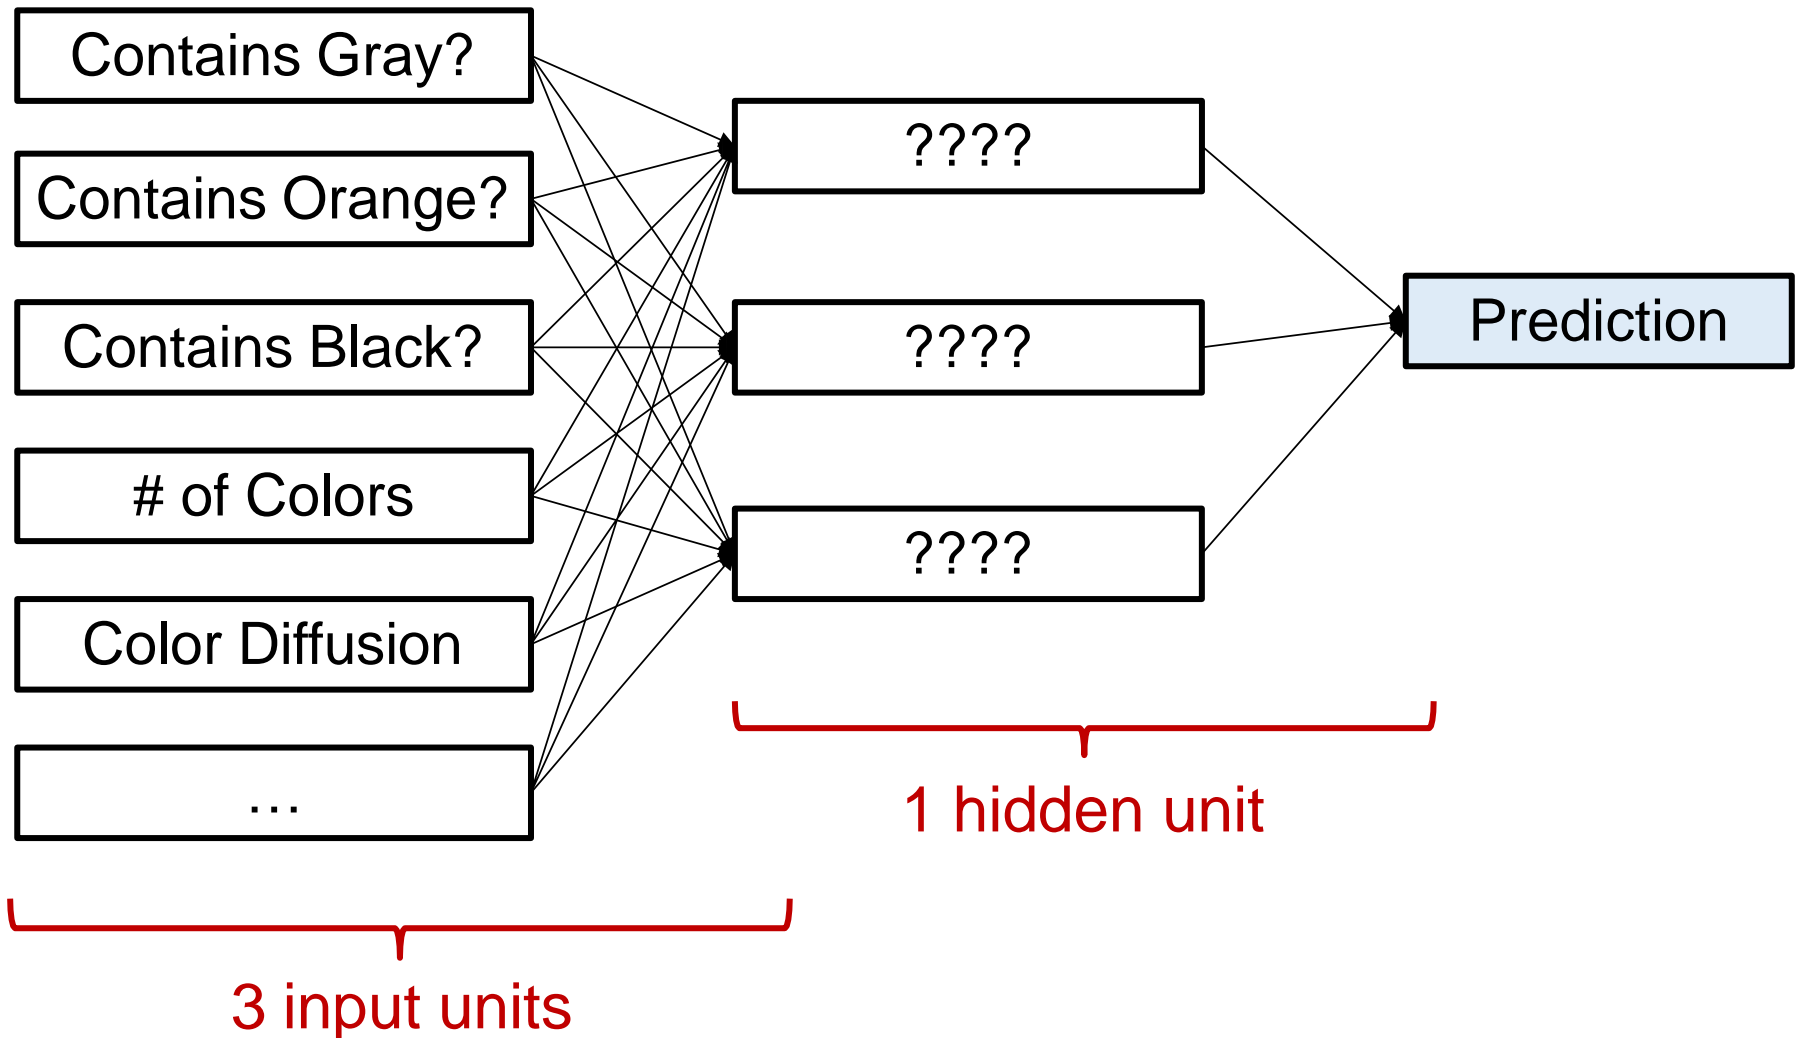 Contains Gray?
Contains Orange?
Contains Black?
# of Colors
Color Diffusion
…
????
????
????
Prediction
1 hidden unit
3 input units